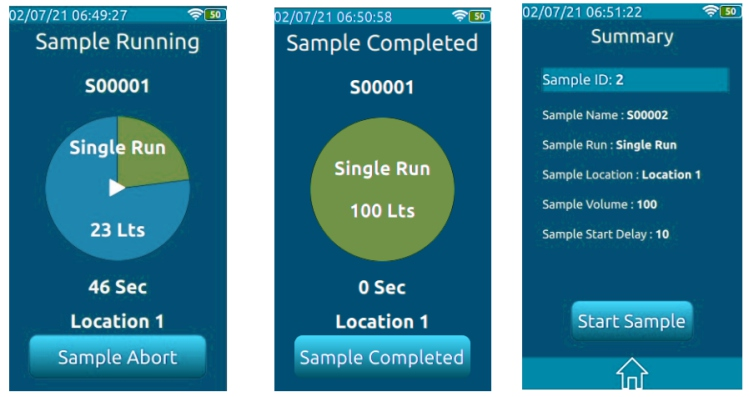 02/07/21 06:49:27 50
Sample Running
S00001
Single Run
23 Lts
46 Sec
Location 1
Sample Abort
02/07/21 06:50:58 50
Sample Completed
S00001
Single Run
100 Lts
0 Sec
Location 1
Sample Completed
02/07/21 06:51:22 50
Summary
Sample ID: 2
Sample Name : S00002
Sample Run : Single Run
Sample Location : Location 1
Sample Volume : 100
Sample Start Delay : 10
Start Sample